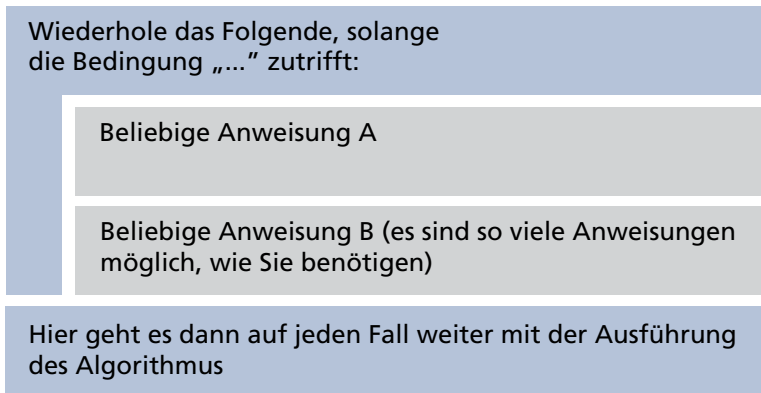 Wiederhole das Folgende, solange
die Bedingung „...” zutrifft:
Beliebige Anweisung A
Beliebige Anweisung B (es sind so viele Anweisungen
möglich, wie Sie benötigen)
Hier geht es dann auf jeden Fall weiter mit der Ausführung
des Algorithmus